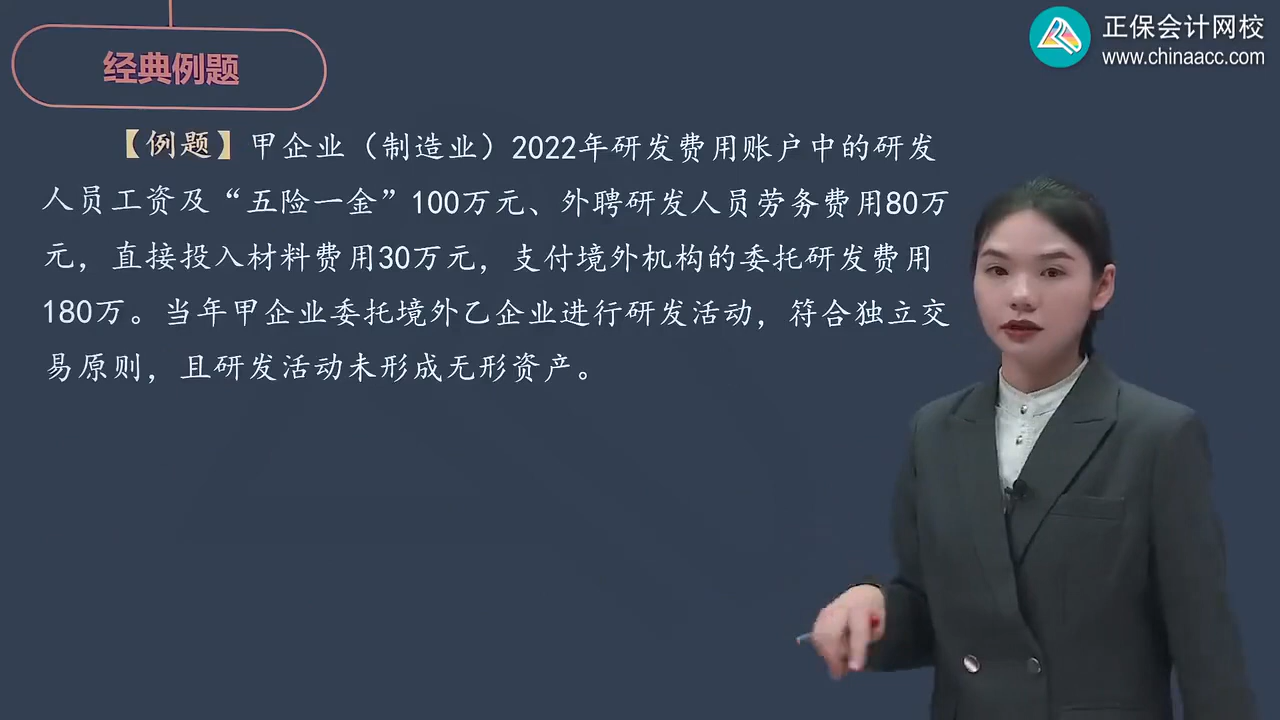 经典例题
正保会计网校
www.chinaacc.com
【例题】甲企业（制造业）2022年研发费用账户中的研发
人员工资及“五险一金”100万元、外聘研发人员劳务费用80万
元，直接投入材料费用30万元，支付境外机构的委托研发费用
180万。当年甲企业委托境外乙企业进行研发活动，符合独立交
易原则，且研发活动未形成无形资产。